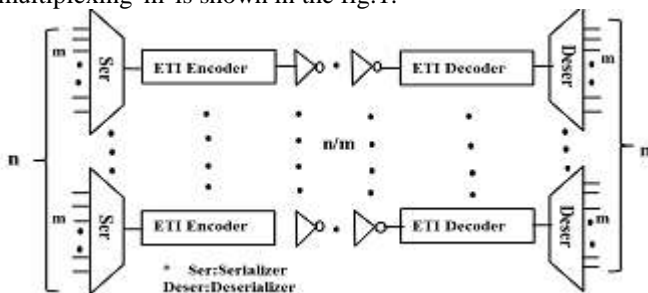 multiplexing 'm' is shown in the fig.1.
m Ser ETI Encoder ETI Decoder Deser m
n n/m n
m Ser ETI Encoder ETI Decoder Deser m
* Ser:Serializer
Deser:Deserializer